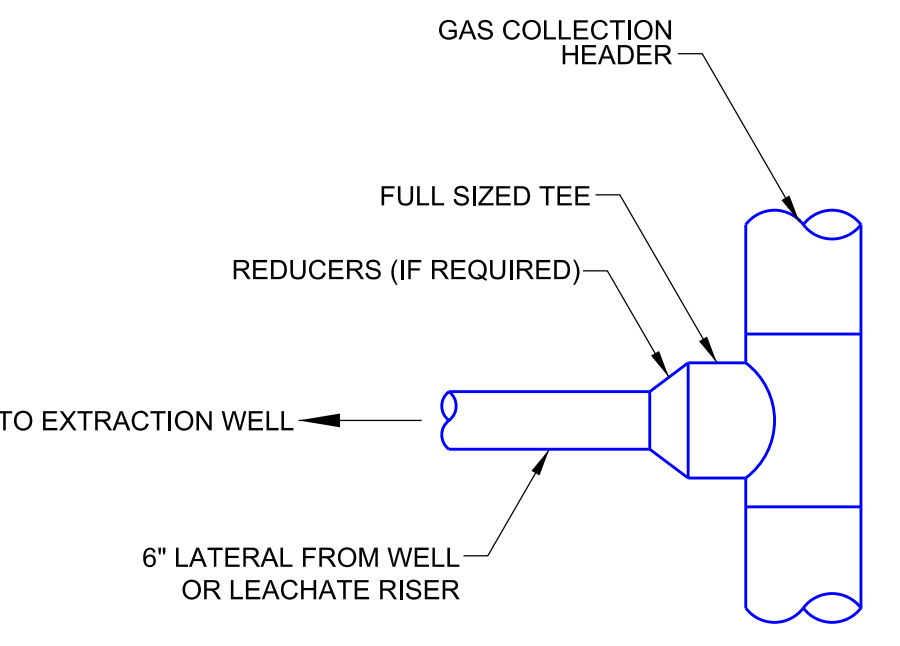 GAS COLLECTION
HEADER
FULL SIZED TEE
REDUCERS (IF REQUIRED)
TO EXTRACTION WELL
6" LATERAL FROM WELL
OR LEACHATE RISER